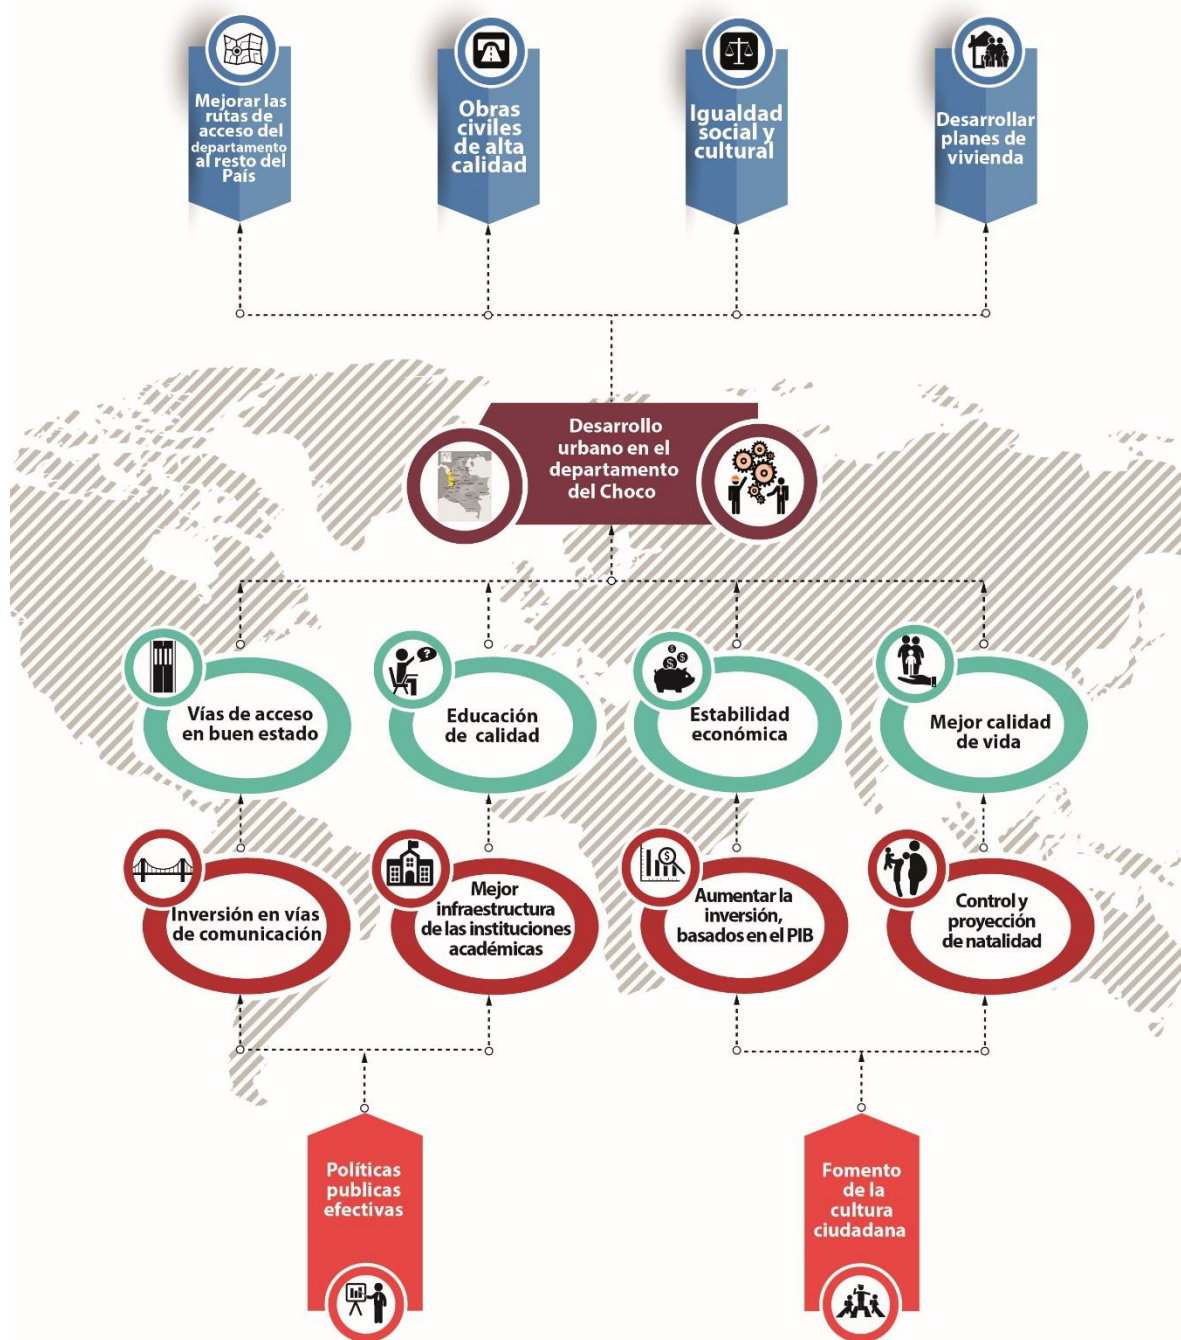 Mejorar las
rutas de
acceso del
departamento
al resto del
País
Obras
civiles
de alta
calidad
Igualdad
social y
cultural
Desarrollar
planes de
vivienda
Desarrollo
urbano en el
departamento
del Choco
Vías de acceso
en buen estado
Educación
de calidad
Estabilidad
económica
Mejor calidad
de vida
Inversión en vías
de comunicación
Mejor
infraestructura
de las instituciones
académicas
Aumentar la
inversión,
basados en el PIB
Control y
proyección
de natalidad
Políticas
publicas
efectivas
Fomento
de la
cultura
ciudadana